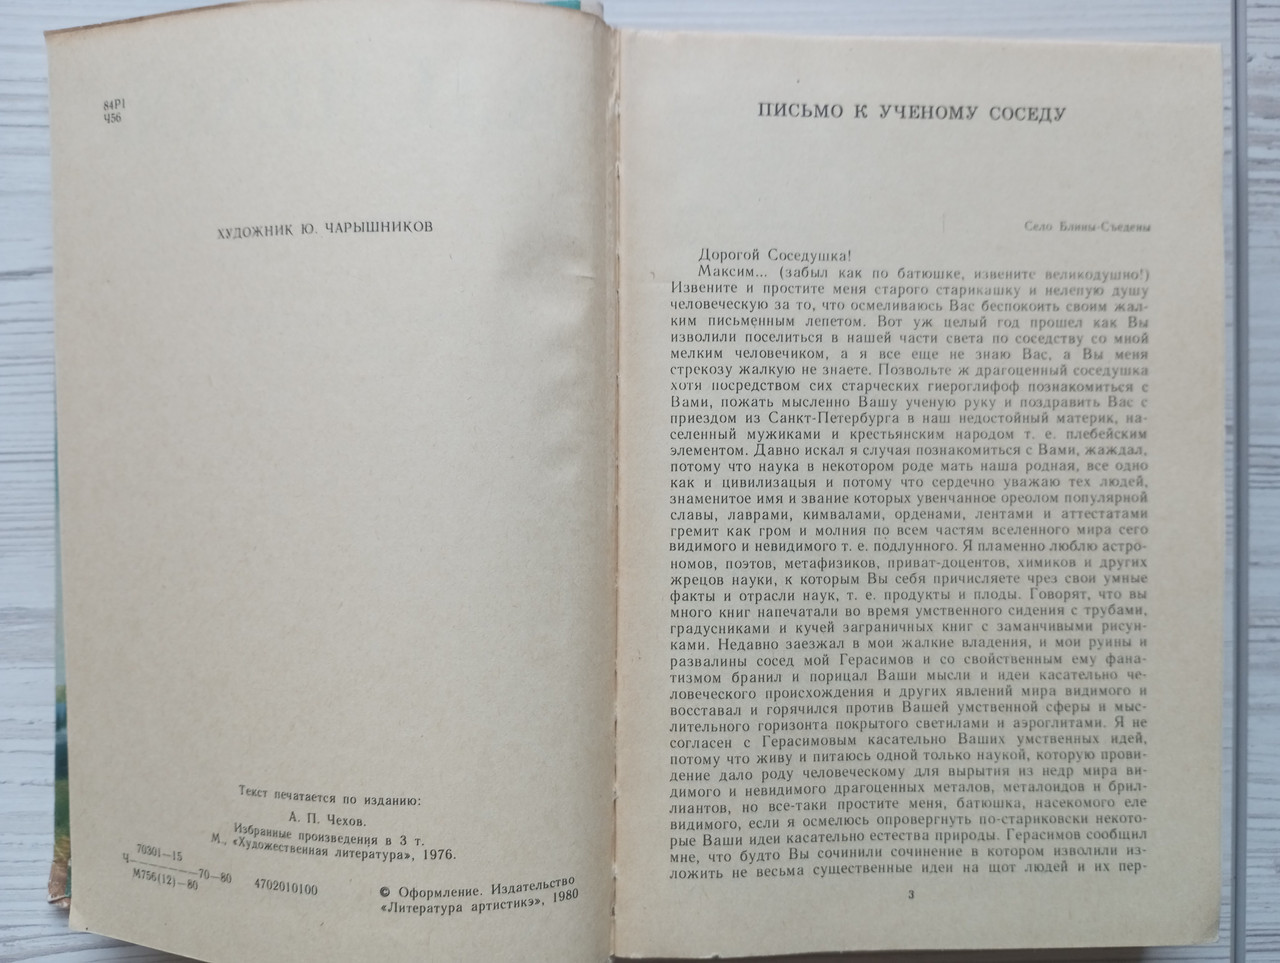 84Р1
Ч56
ХУДОЖНИК Ю. ЧАРЫШНИКОВ
Текст печатается по изданию:
А. П. Чехов.
Избранные произведения в 3 т.
М., «Художественная литература», 1976.
70301—15
Ч——————70—80
М756(12)—80
4702010100
© Оформление. Издательство
«Литература артистикэ», 1980
ПИСЬМО К УЧЕНОМУ СОСЕДУ
Село Блины-Съедены
Дорогой Соседушка!
Максим... (забыл как по батюшке, извените великодушно!)
Извените и простите меня старого старикашку и нелепую душу
человеческую за то, что осмеливаюсь Вас беспокоить своим жал-
ким письменным лепетом. Вот уж целый год прошел как Вы
изволили поселиться в нашей части света по соседству со мной
мелким человечиком, а я все еще не знаю Вас, а Вы меня
стрекозу жалкую не знаете. Позвольте ж драгоценный соседушка
хотя посредством сих старческих гиероглифоф познакомиться с
Вами, пожать мысленно Вашу ученую руку и поздравить Вас с
приездом из Санкт-Петербурга в наш недостойный материк, на-
селенный мужиками и крестьянским народом т. е. плебейским
элементом. Давно искал я случая познакомиться с Вами, жаждал,
потому что наука в некотором роде мать наша родная, все одно
как и цивилизацыя и потому что сердечно уважаю тех людей,
знаменитое имя и звание которых увенчанное ореолом популярной
славы, лаврами, кимвалами, орденами, лентами и аттестатами
гремит как гром и молния по всем частям вселенного мира сего
видимого и невидимого т. е. подлунного. Я пламенно люблю астро-
номов, поэтов, метафизиков, приват-доцентов, химиков и других
жрецов науки, к которым Вы себя причисляете чрез свои умные
факты и отрасли наук, т. е. продукты и плоды. Говорят, что вы
много книг напечатали во время умственного сидения с трубами,
градусниками и кучей заграничных книг с заманчивыми рисун-
ками. Недавно заезжал в мои жалкие владения, и мои руины и
развалины сосед мой Герасимов и со свойственным ему фана-
тизмом бранил и порицал Ваши мысли и идеи касательно че-
ловеческого происхождения и других явлений мира видимого и
восставал и горячился против Вашей умственной сферы и мыс-
лительного горизонта покрытого светилами и аэроглитами. Я не
согласен с Герасимовым касательно Ваших умственных идей,
потому что живу и питаюсь одной только наукой, которую прови-
дение дало роду человеческому для вырытия из недр мира ви-
димого и невидимого драгоценных металов, металоидов и брил-
лиантов, но все-таки простите меня, батюшка, насекомого еле
видимого, если я осмелюсь опровергнуть по-стариковски некото-
рые Ваши идеи касательно естества природы. Герасимов сообщил
мне, что будто Вы сочинили сочинение в котором изволили из-
ложить не весьма существенные идеи на щот людей и их пер-
3